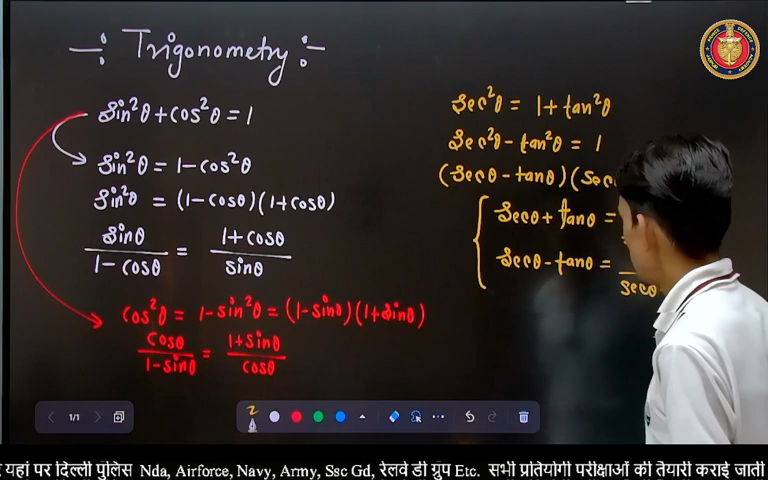 —: Trigonometry :—
Sin²θ + cos²θ = 1
Sin²θ = 1 - cos²θ
Sin²θ = (1 - cosθ)(1 + cosθ)
Sinθ / 1 - cosθ = 1 + cosθ / sinθ
cos²θ = 1 - sin²θ = (1 - sinθ)(1 + sinθ)
cosθ / 1 - sinθ = 1 + sinθ / cosθ
Sec²θ = 1 + tan²θ
Sec²θ - tan²θ = 1
(Secθ - tanθ)(Sec
Secθ + tanθ =
Secθ - tanθ =
Secθ
1/1
यहां पर दिल्ली पुलिस Nda, Airforce, Navy, Army, Ssc Gd, रेलवे डी ग्रुप Etc. सभी प्रतियोगी परीक्षाओं की तैयारी कराई जाती